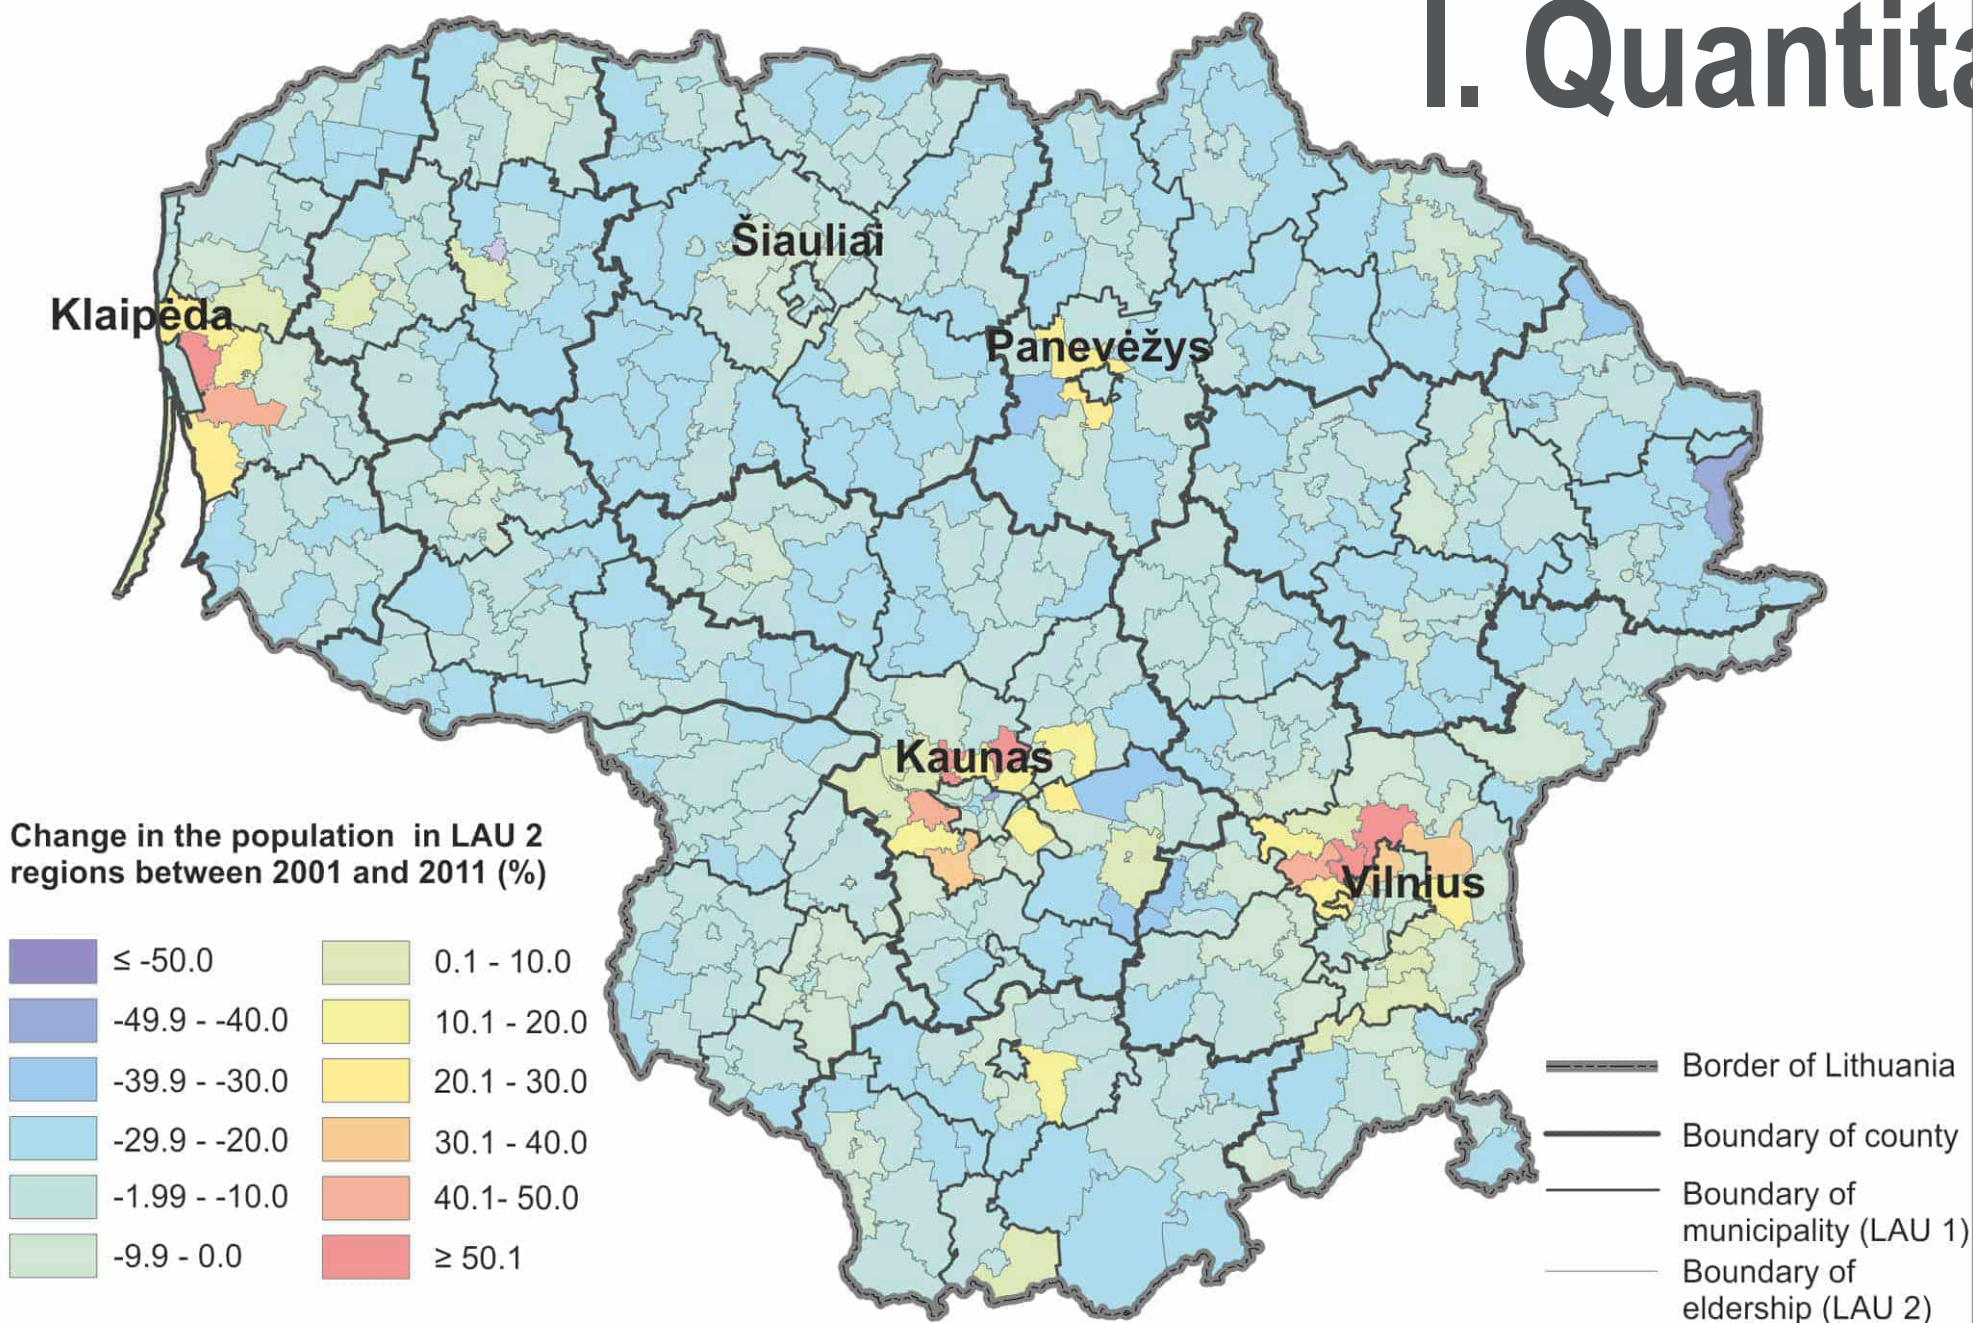 I. Quantita
Šiauliai
Klaipėda
Panevėžys
Kaunas
Vilnius
Change in the population in LAU 2
regions between 2001 and 2011 (%)
≤ -50.0
-49.9 - -40.0
-39.9 - -30.0
-29.9 - -20.0
-1.99 - -10.0
-9.9 - 0.0
0.1 - 10.0
10.1 - 20.0
20.1 - 30.0
30.1 - 40.0
40.1- 50.0
≥ 50.1
Border of Lithuania
Boundary of county
Boundary of
municipality (LAU 1)
Boundary of
eldership (LAU 2)